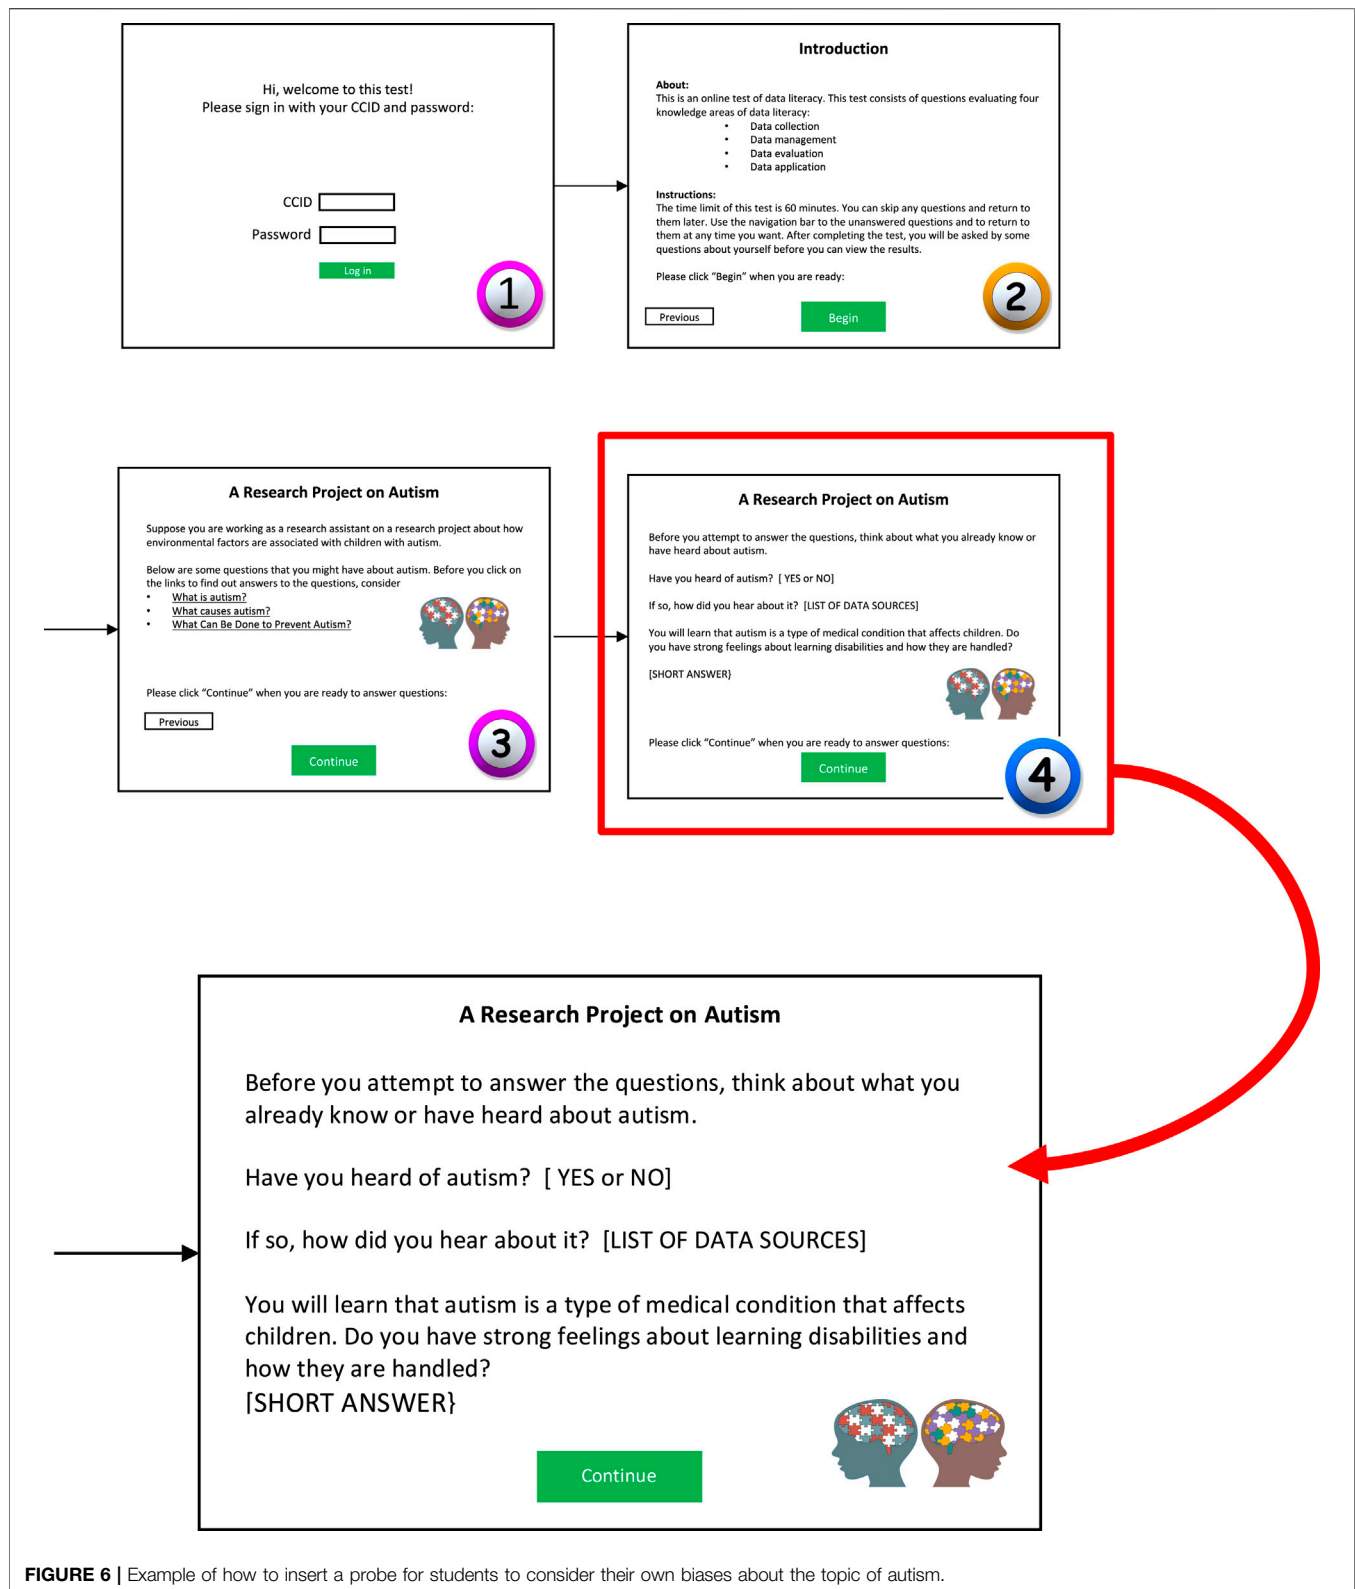 Hi, welcome to this test!
Please sign in with your CCID and password:
CCID
Password
Log in
1
Introduction
About:
This is an online test of data literacy. This test consists of questions evaluating four
knowledge areas of data literacy:
• Data collection
• Data management
• Data evaluation
• Data application
Instructions:
The time limit of this test is 60 minutes. You can skip any questions and return to
them later. Use the navigation bar to the unanswered questions and to return to
them at any time you want. After completing the test, you will be asked by some
questions about yourself before you can view the results.
Please click “Begin” when you are ready:
Previous
Begin
2
A Research Project on Autism
Suppose you are working as a research assistant on a research project about how
environmental factors are associated with children with autism.
Below are some questions that you might have about autism. Before you click on
the links to find out answers to the questions, consider
• What is autism?
• What causes autism?
• What Can Be Done to Prevent Autism?
Please click “Continue” when you are ready to answer questions:
Previous
Continue
3
A Research Project on Autism
Before you attempt to answer the questions, think about what you already know or
have heard about autism.
Have you heard of autism? [ YES or NO]
If so, how did you hear about it? [LIST OF DATA SOURCES]
You will learn that autism is a type of medical condition that affects children. Do
you have strong feelings about learning disabilities and how they are handled?
[SHORT ANSWER}
Please click “Continue” when you are ready to answer questions:
Continue
4
A Research Project on Autism
Before you attempt to answer the questions, think about what you
already know or have heard about autism.
Have you heard of autism? [ YES or NO]
If so, how did you hear about it? [LIST OF DATA SOURCES]
You will learn that autism is a type of medical condition that affects
children. Do you have strong feelings about learning disabilities and
how they are handled?
[SHORT ANSWER}
Continue
FIGURE 6 | Example of how to insert a probe for students to consider their own biases about the topic of autism.